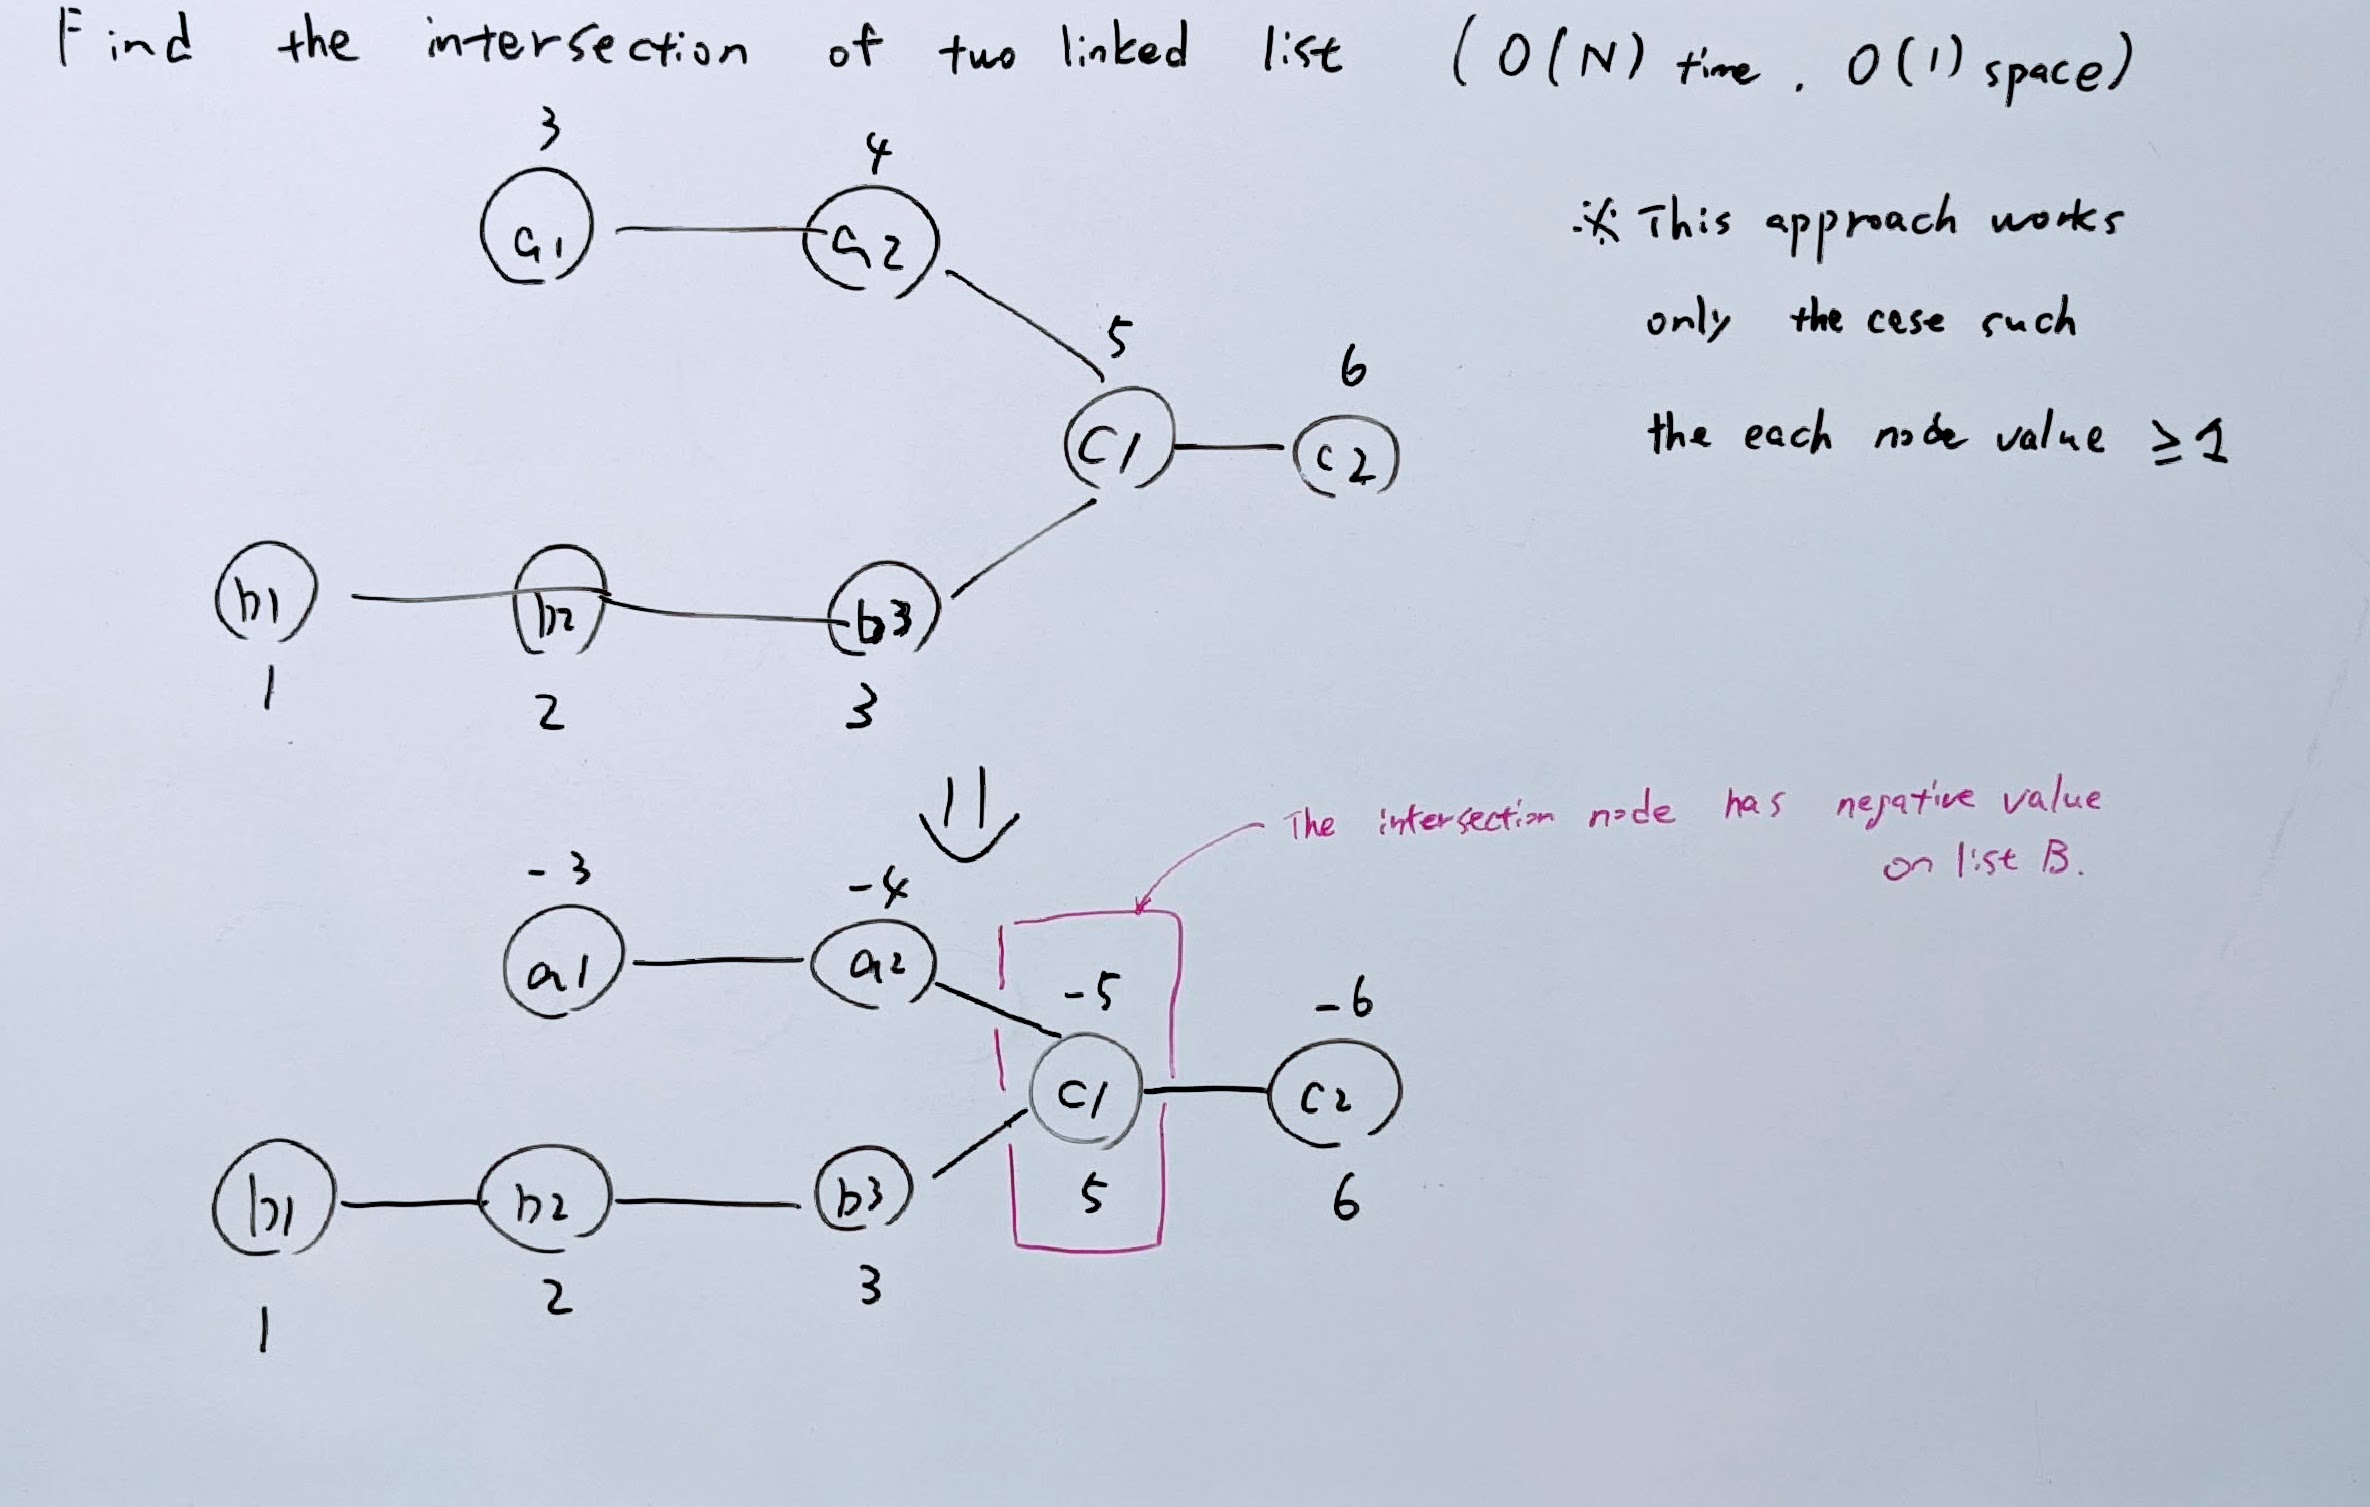 Find the intersection of two linked list (O(N) time, O(1) space)
3
4
a1
a2
※ This approach works
only the case such
the each node value ≥ 1
5
6
C1
c2
b1
b2
b3
1
2
3
⇓
The intersection node has negative value
on list B.
-3
-4
a1
a2
-5
-6
C1
c2
b1
b2
b3
5
6
1
2
3